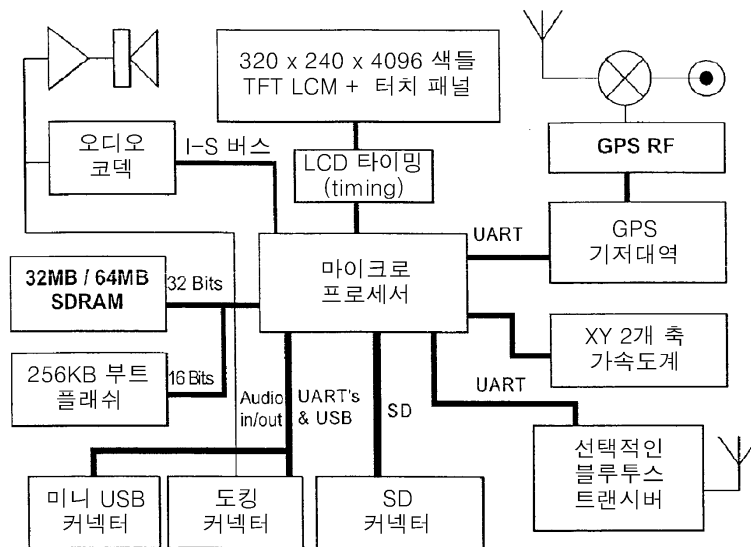 320 x 240 x 4096 색들
TFT LCM + 터치 패널
오디오
코덱
I-S 버스
LCD 타이밍
(timing)
GPS RF
UART
GPS
기저대역
마이크로
프로세서
32MB / 64MB
SDRAM
32 Bits
XY 2개 축
가속도계
256KB 부트
플래쉬
16 Bits
Audio
in/out
UART's
& USB
SD
UART
선택적인
블루투스
트랜시버
미니 USB
커넥터
도킹
커넥터
SD
커넥터